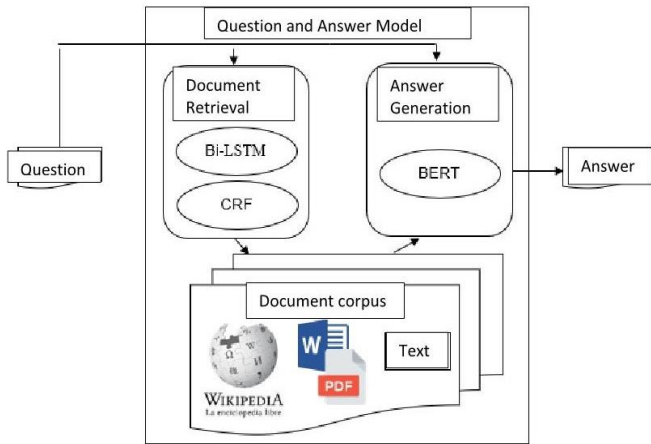 Question and Answer Model
Document
Retrieval
Answer
Generation
Bi-LSTM
CRF
BERT
Question
Answer
Document corpus
W
Text
PDF
Ω
W
И
WIKIPEDIA
La enciclopedia libre